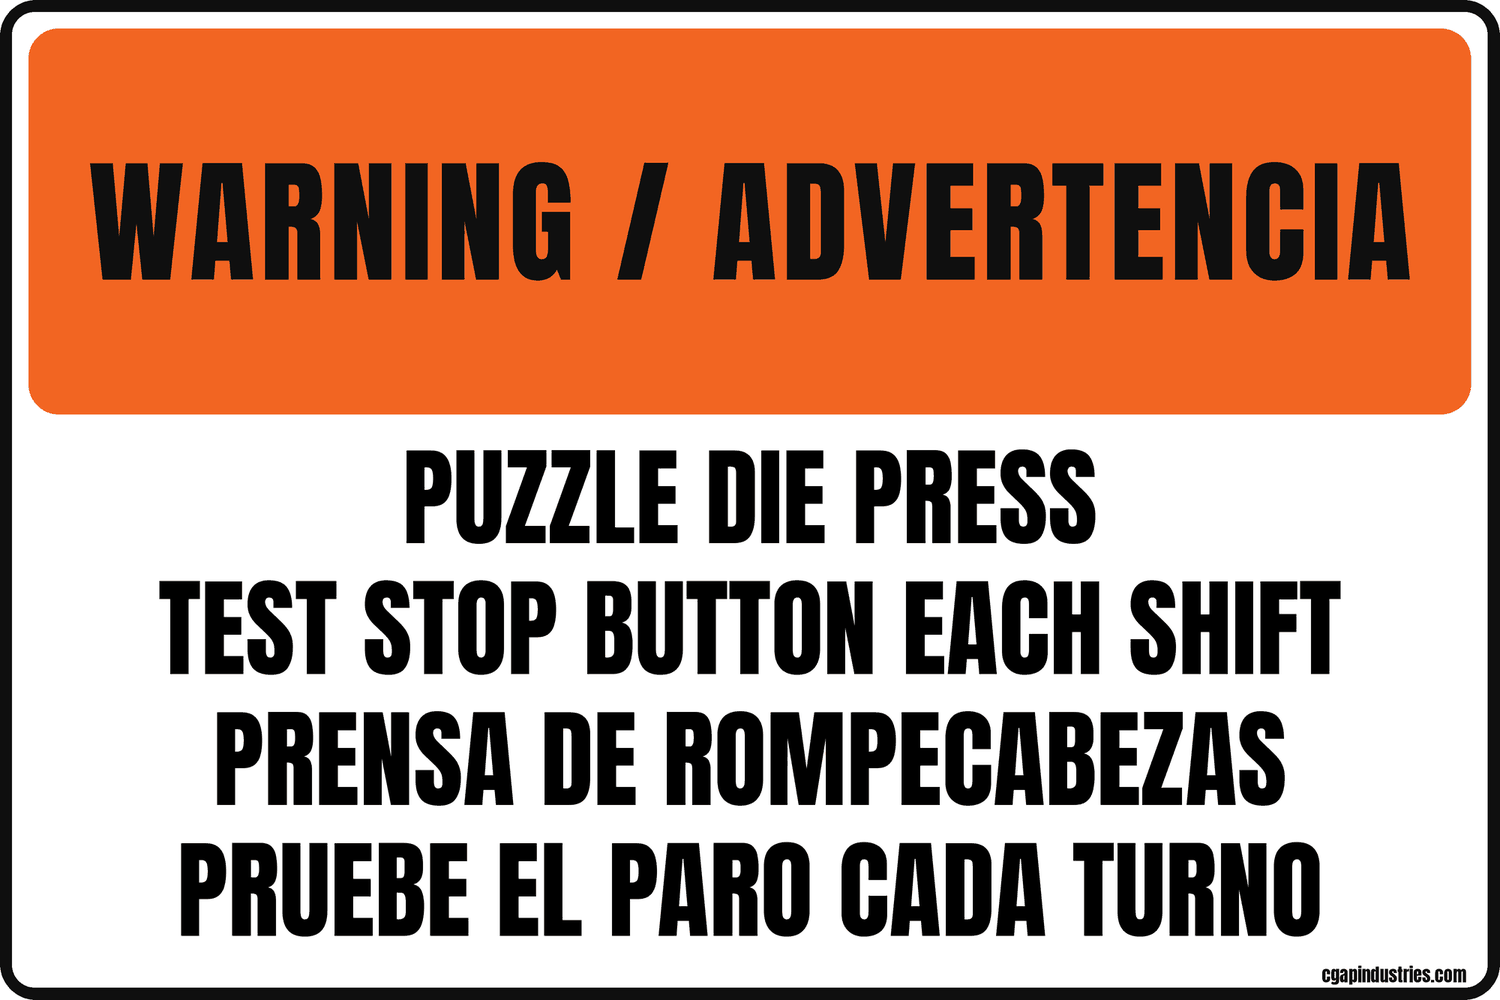 WARNING / ADVERTENCIA
PUZZLE DIE PRESS
TEST STOP BUTTON EACH SHIFT
PRENSA DE ROMPECABEZAS
PRUEBE EL PARO CADA TURNO
cgapindustries.com